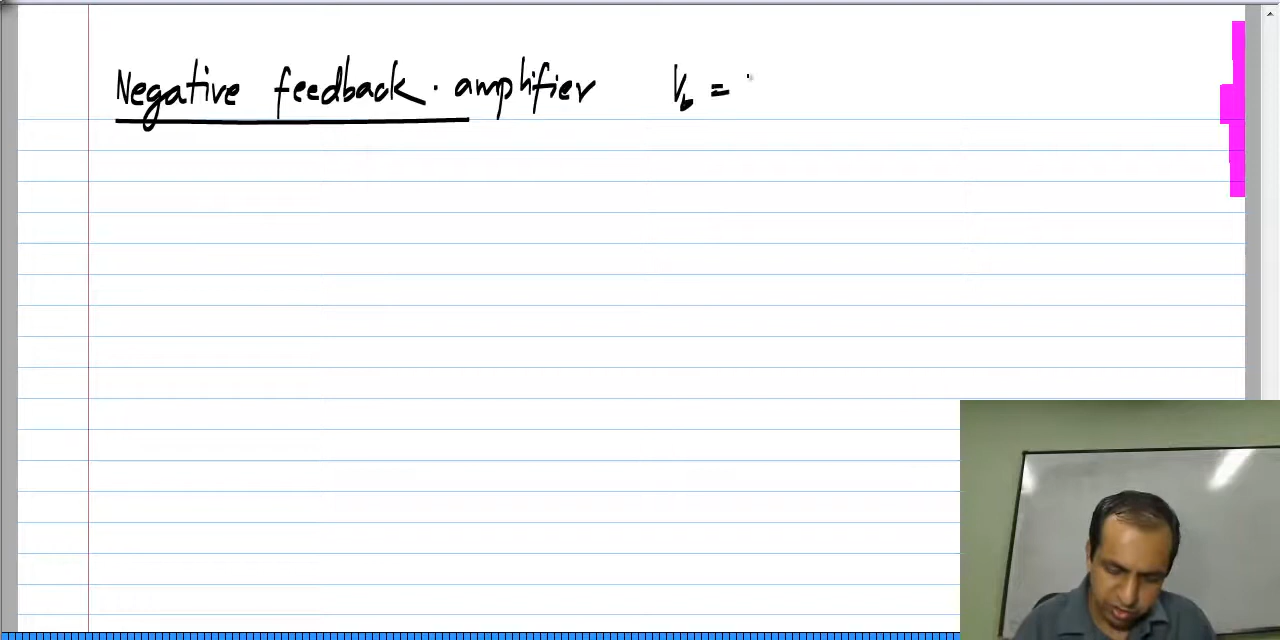 Negative feedback . amplifier V_b =